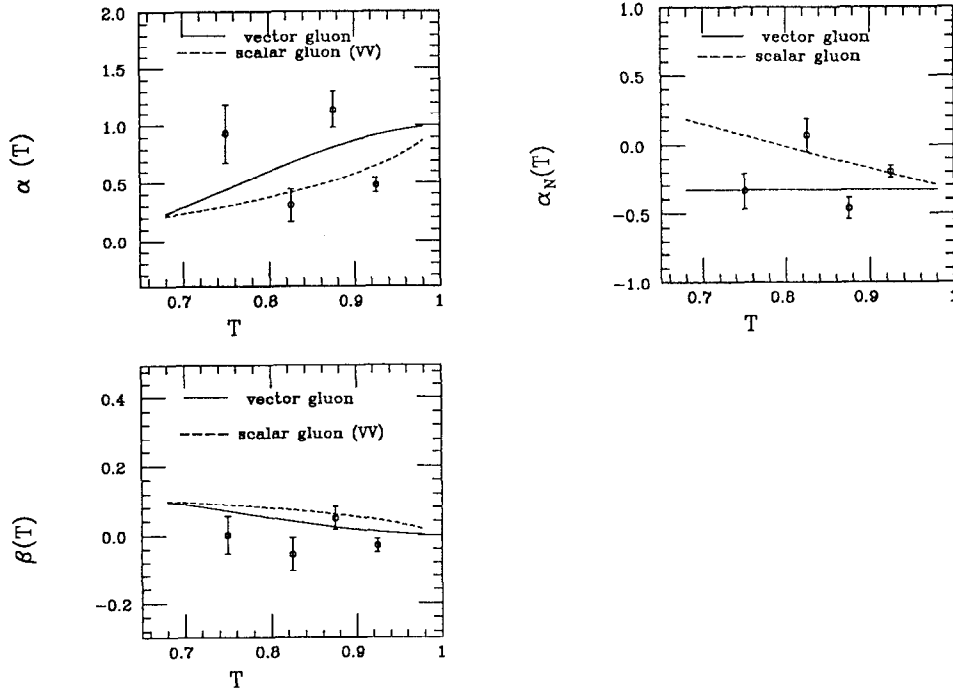 2.0
1.5
1.0
0.5
0.0
α (T)
vector gluon
scalar gluon (VV)
0.7
0.8
0.9
1
T
1.0
0.5
0.0
−0.5
−1.0
α_N(T)
vector gluon
scalar gluon
0.7
0.8
0.9
1
T
0.4
0.2
0.0
−0.2
β(T)
vector gluon
scalar gluon (VV)
0.7
0.8
0.9
1
T